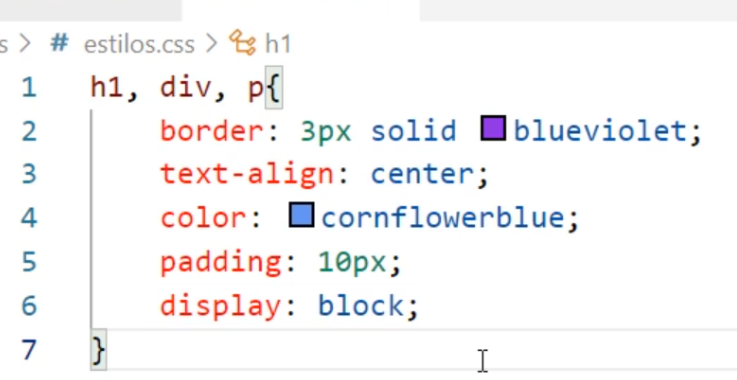 s > # estilos.css > h1
1 h1, div, p{
2 border: 3px solid blueviolet;
3 text-align: center;
4 color: cornflowerblue;
5 padding: 10px;
6 display: block;
7 }